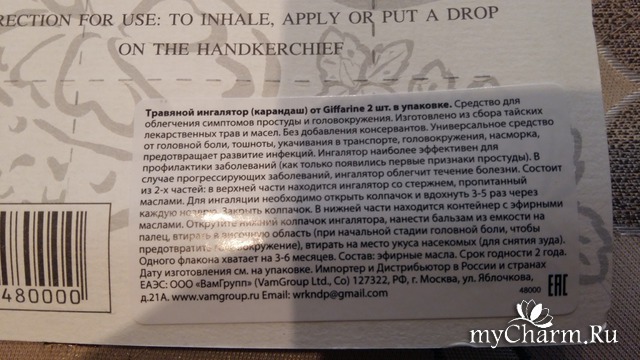 RECTION FOR USE: TO INHALE, APPLY OR PUT A DROP
ON THE HANDKERCHIEF
Травяной ингалятор (карандаш) от Giffarine 2 шт. в упаковке. Средство для
облегчения симптомов простуды и головокружения. Изготовлено из сбора тайских
лекарственных трав и масел. Без добавления консервантов. Универсальное средство
от головной боли, тошноты, укачивания в транспорте, головокружения, насморка,
предотвращает развитие инфекций. Ингалятор наиболее эффективен для
профилактики заболеваний (как только появились первые признаки простуды). В
случае прогрессирующих заболеваний, ингалятор облегчит течение болезни. Состоит
из 2-х частей: в верхней части находится ингалятор со стержнем, пропитанный
маслами. Для ингаляции необходимо открыть колпачок и вдохнуть 3-5 раз через
каждую Закрыть колпачок. В нижней части находится контейнер с эфирными
маслами. Открутите нижний колпачок ингалятора, нанести бальзам из емкости на
палец, втирать в височную область (при начальной стадии головной боли, чтобы
предотвратить втирать на место укуса насекомых (для снятия зуда).
Одного флакона хватает на 3-6 месяцев. Состав: эфирные масла. Срок годности 2 года.
Дату изготовления см. на упаковке. Импортер и Дистрибьютор в России и странах
ЕАЭС: ООО «ВамГрупп» (VamGroup Ltd, Co) 127322, РФ, г. Москва, ул. Яблочкова,
д.21А. www.vamgroup.ru Email: wrkndp@gmail.com
EAC
48000
480000
myCharm.Ru